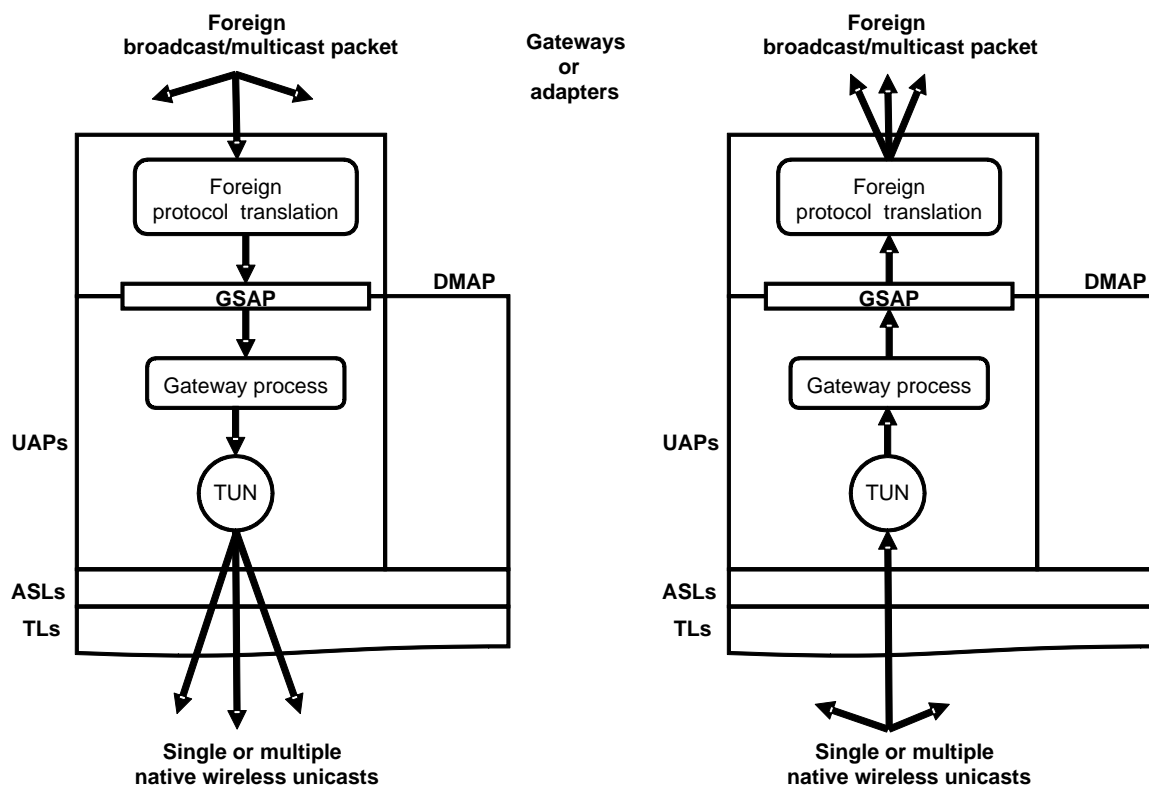 Foreign
broadcast/multicast packet
Gateways
or
adapters
Foreign
broadcast/multicast packet
Foreign
protocol translation
Foreign
protocol translation
DMAP
GSAP
DMAP
GSAP
Gateway process
Gateway process
UAPs
UAPs
TUN
TUN
ASLs
ASLs
TLs
TLs
Single or multiple
native wireless unicasts
Single or multiple
native wireless unicasts